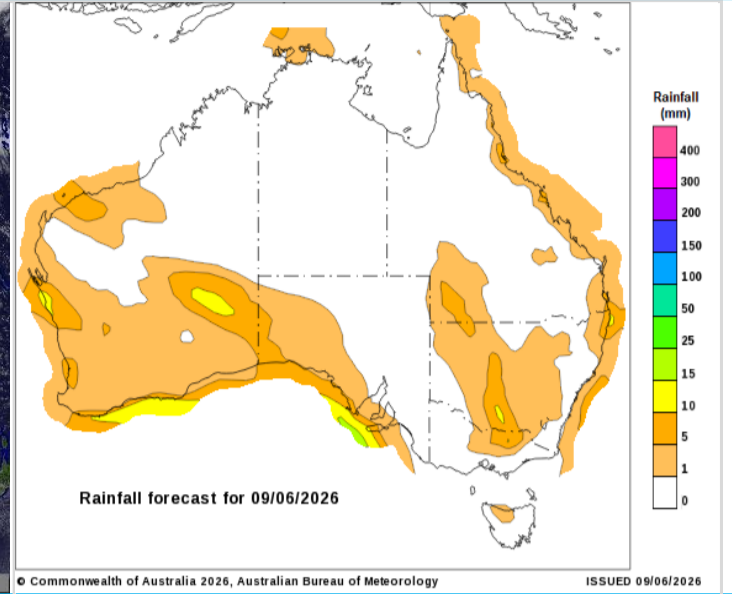 Rainfall
(mm)
400
300
200
150
100
50
25
15
10
5
1
0
Rainfall forecast for 09/06/2026
© Commonwealth of Australia 2026, Australian Bureau of Meteorology
ISSUED 09/06/2026